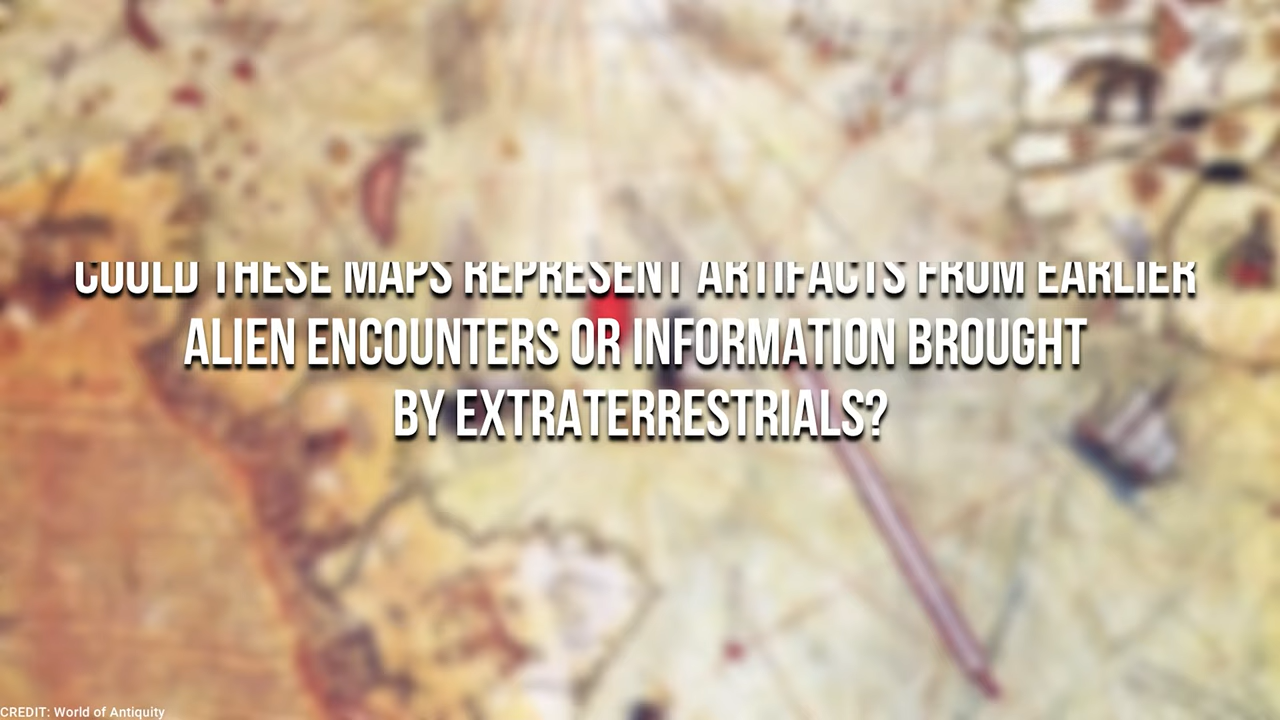 COULD THESE MAPS REPRESENT ARTIFACTS FROM EARLIER
ALIEN ENCOUNTERS OR INFORMATION BROUGHT
BY EXTRATERRESTRIALS?
CREDIT: World of Antiquity